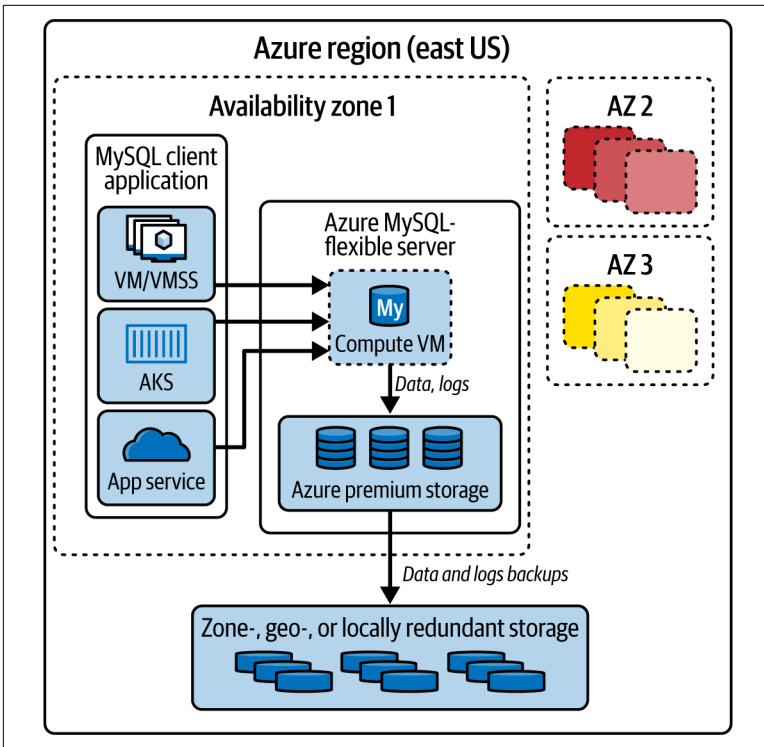 Azure region (east US)
Availability zone 1
MySQL client
application
VM/VMSS
AKS
App service
Azure MySQL-
flexible server
My
Compute VM
Data, logs
Azure premium storage
AZ 2
AZ 3
Data and logs backups
Zone-, geo-, or locally redundant storage